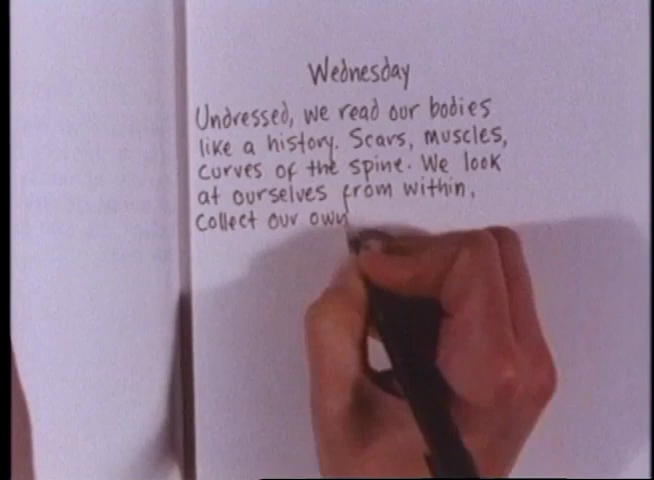 Wednesday
Undressed, we read our bodies
like a history. Scars, muscles,
curves of the spine. We look
at ourselves from within,
Collect our own